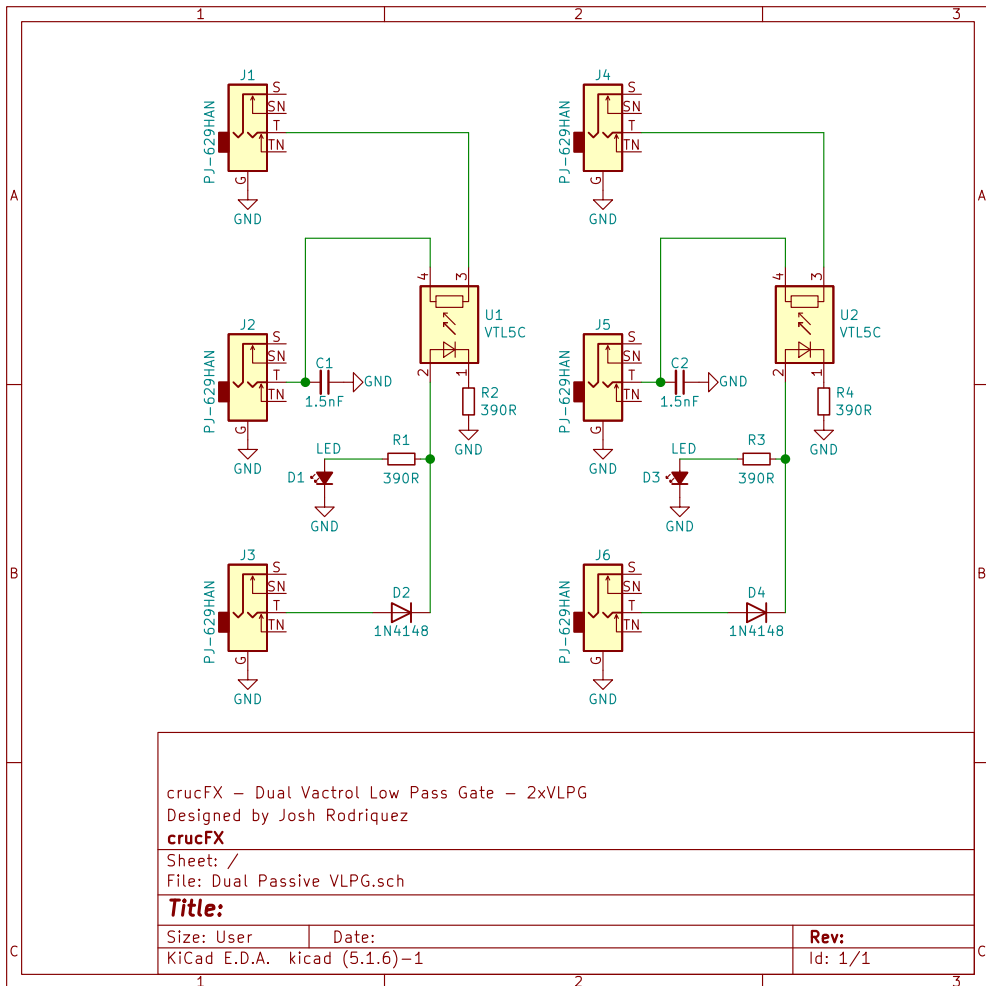 1 2 3
J1
PJ-629HAN
S
SN
T
TN
G
GND
J4
PJ-629HAN
S
SN
T
TN
G
GND
A A
4 3
U1
VTL5C
2 1
J2
PJ-629HAN
S
SN
T
TN
G
GND
C1
1.5nF
GND
R2
390R
GND
LED
D1
GND
R1
390R
4 3
U2
VTL5C
2 1
J5
PJ-629HAN
S
SN
T
TN
G
GND
C2
1.5nF
GND
R4
390R
GND
LED
D3
GND
R3
390R
B B
J3
PJ-629HAN
S
SN
T
TN
G
GND
D2
1N4148
J6
PJ-629HAN
S
SN
T
TN
G
GND
D4
1N4148
crucFX – Dual Vactrol Low Pass Gate – 2xVLPG
Designed by Josh Rodriquez
crucFX
Sheet: /
File: Dual Passive VLPG.sch
Title:
Size: User Date: Rev:
KiCad E.D.A. kicad (5.1.6)-1 Id: 1/1
C C
1 2 3